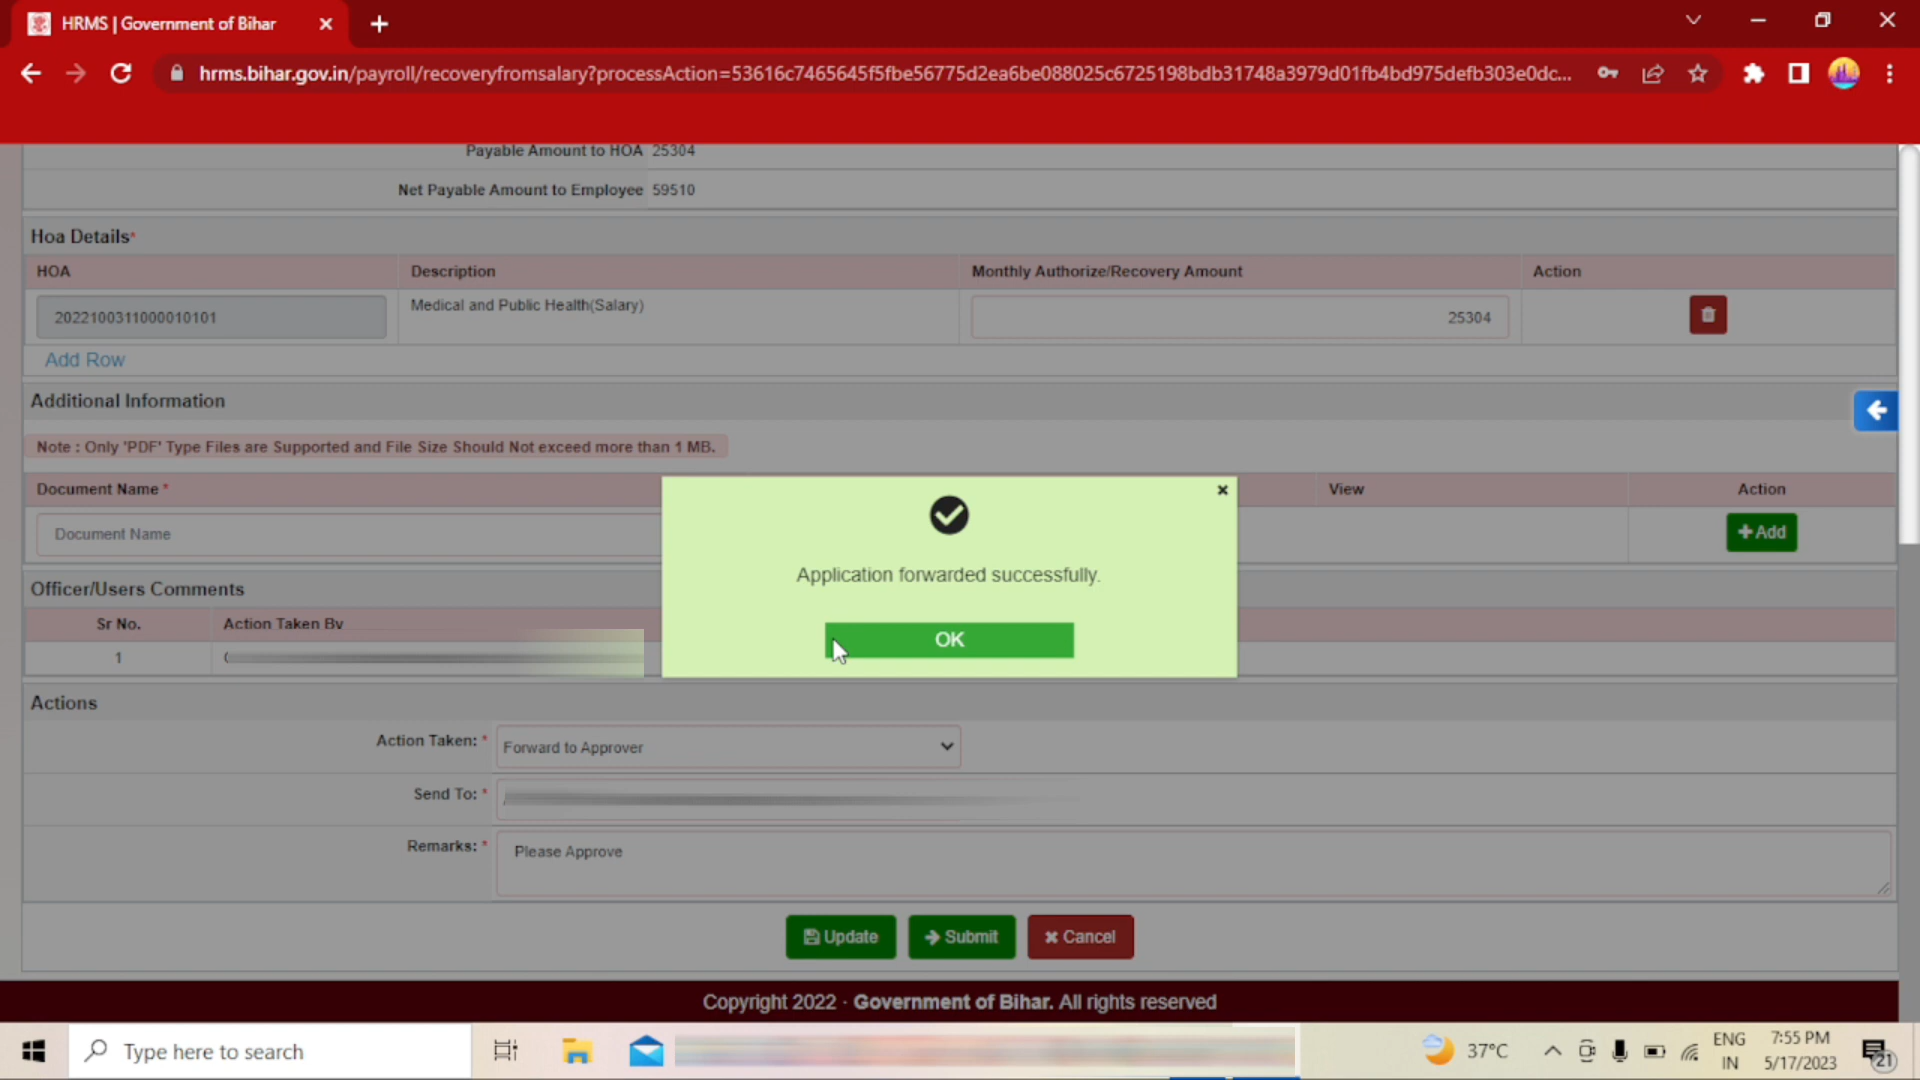 HRMS | Government of Bihar
hrms.bihar.gov.in/payroll/recoveryfromsalary?processAction=53616c7465645f5fbe56775d2ea6be088025c6725198bdb31748a3979d01fb4bd975defb303e0dc...
Payable Amount to HOA 25304
Net Payable Amount to Employee 59510
Hoa Details*
HOA Description Monthly Authorize/Recovery Amount Action
2022100311000010101 Medical and Public Health(Salary) 25304
Add Row
Additional Information
Note : Only 'PDF' Type Files are Supported and File Size Should Not exceed more than 1 MB.
Document Name * View Action
Document Name Add
Application forwarded successfully.
OK
Officer/Users Comments
Sr No. Action Taken By
1
Actions
Action Taken: * Forward to Approver
Send To: *
Remarks: * Please Approve
Update Submit Cancel
Copyright 2022 · Government of Bihar. All rights reserved
Type here to search
37°C
ENG
IN
7:55 PM
5/17/2023
21